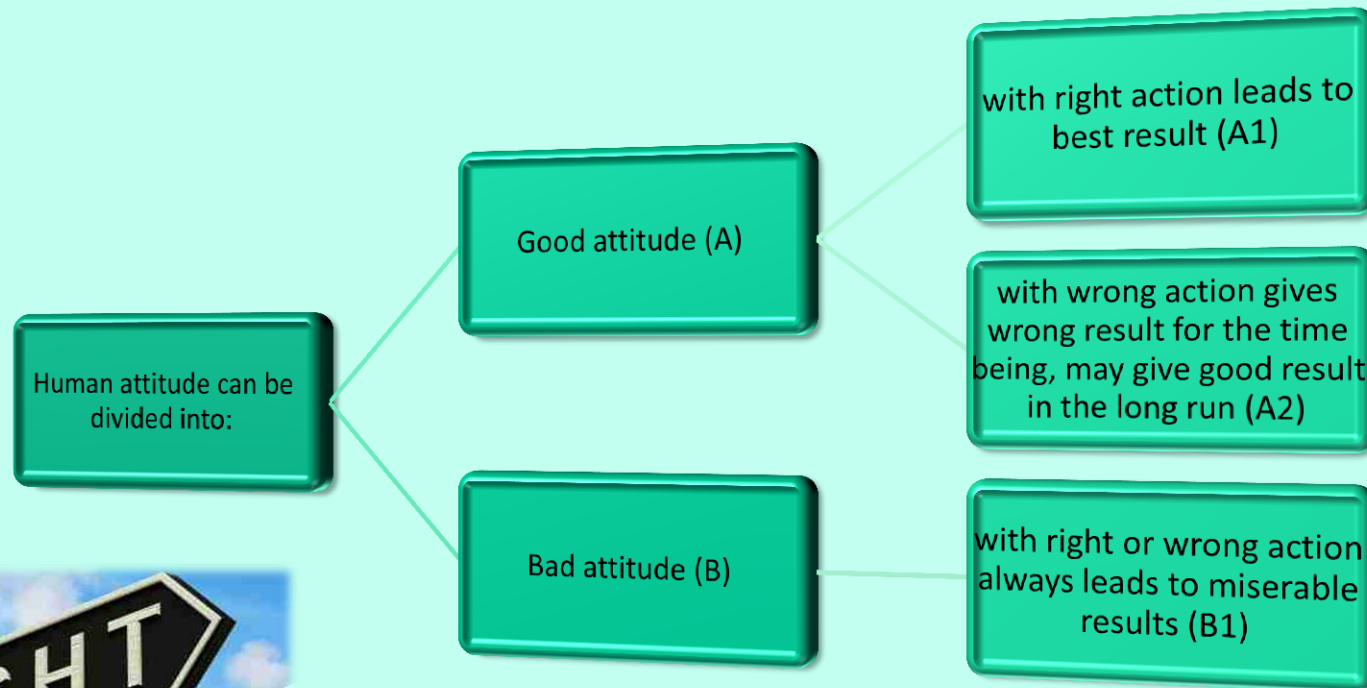 Human attitude can be
divided into:
Good attitude (A)
Bad attitude (B)
with right action leads to
best result (A1)
with wrong action gives
wrong result for the time
being, may give good result
in the long run (A2)
with right or wrong action
always leads to miserable
results (B1)